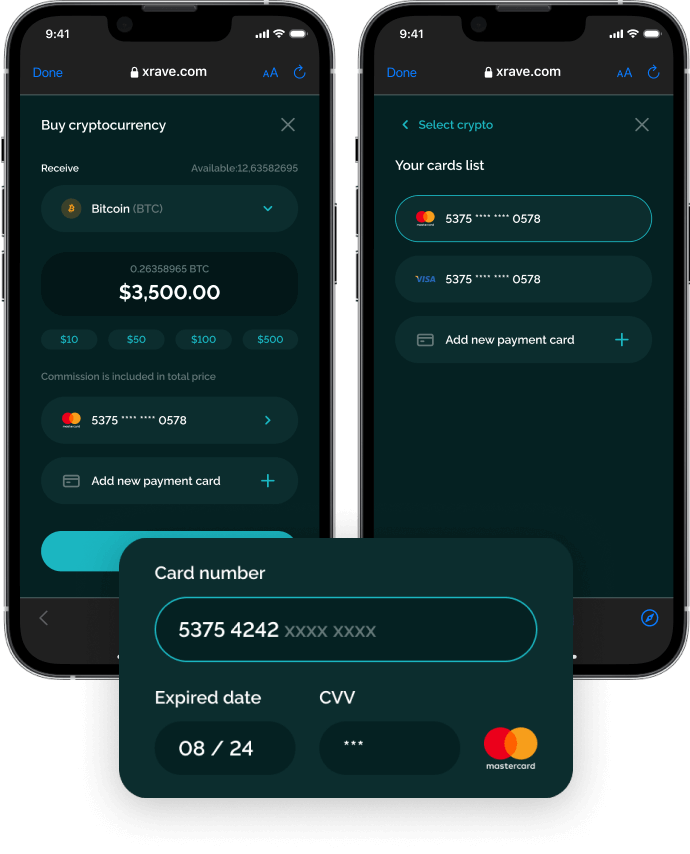 9:41
Done
xrave.com
AA
Buy cryptocurrency
Receive
Available:12,63582695
Bitcoin (BTC)
0.26358965 BTC
$3,500.00
$10
$50
$100
$500
Commission is included in total price
mastercard
5375 **** **** 0578
Add new payment card
9:41
Done
xrave.com
AA
Select crypto
Your cards list
mastercard
5375 **** **** 0578
VISA
5375 **** **** 0578
Add new payment card
Card number
5375 4242 xxxx xxxx
Expired date
CVV
08 / 24
***
mastercard